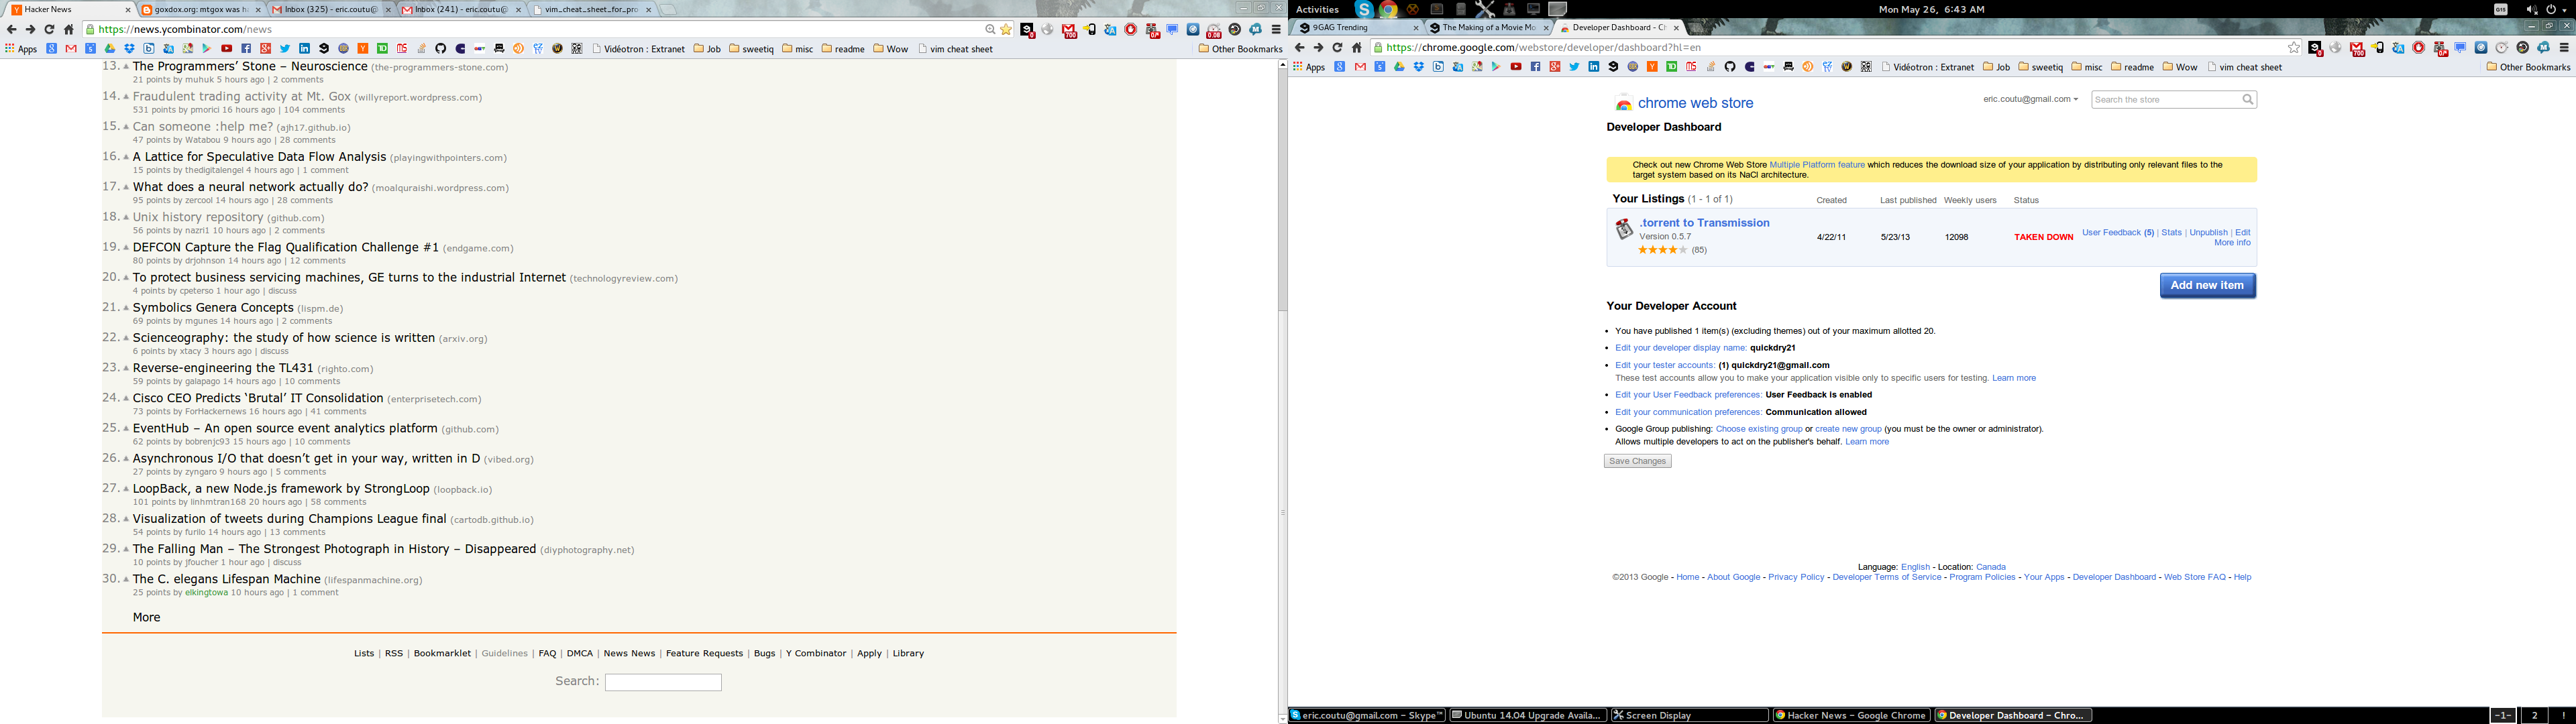 Hacker News
goxdox.org: mtgox was h
Inbox (325) - eric.coutu@
Inbox (241) - eric.coutu@
vim_cheat_sheet_for_pro
https://news.ycombinator.com/news
Apps
Vidéotron : Extranet
Job
sweetiq
misc
readme
Wow
vim cheat sheet
Other Bookmarks
13. The Programmers’ Stone – Neuroscience (the-programmers-stone.com)
21 points by muhuk 5 hours ago | 2 comments
14. Fraudulent trading activity at Mt. Gox (willyreport.wordpress.com)
531 points by pmorici 16 hours ago | 104 comments
15. Can someone :help me? (ajh17.github.io)
47 points by Watabou 9 hours ago | 28 comments
16. A Lattice for Speculative Data Flow Analysis (playingwithpointers.com)
15 points by thedigitalengel 4 hours ago | 1 comment
17. What does a neural network actually do? (moalquraishi.wordpress.com)
95 points by zercool 14 hours ago | 28 comments
18. Unix history repository (github.com)
56 points by nazri1 10 hours ago | 2 comments
19. DEFCON Capture the Flag Qualification Challenge #1 (endgame.com)
80 points by drjohnson 14 hours ago | 12 comments
20. To protect business servicing machines, GE turns to the industrial Internet (technologyreview.com)
4 points by cpeterso 1 hour ago | discuss
21. Symbolics Genera Concepts (lispm.de)
69 points by mgunes 14 hours ago | 2 comments
22. Scienceography: the study of how science is written (arxiv.org)
6 points by xtacy 3 hours ago | discuss
23. Reverse-engineering the TL431 (righto.com)
59 points by galapago 14 hours ago | 10 comments
24. Cisco CEO Predicts ‘Brutal’ IT Consolidation (enterprisetech.com)
73 points by ForHackernews 16 hours ago | 41 comments
25. EventHub – An open source event analytics platform (github.com)
62 points by bobrenjc93 15 hours ago | 10 comments
26. Asynchronous I/O that doesn’t get in your way, written in D (vibed.org)
27 points by zyngaro 9 hours ago | 5 comments
27. LoopBack, a new Node.js framework by StrongLoop (loopback.io)
101 points by linhmtran168 20 hours ago | 58 comments
28. Visualization of tweets during Champions League final (cartodb.github.io)
54 points by furilo 14 hours ago | 13 comments
29. The Falling Man – The Strongest Photograph in History – Disappeared (diyphotography.net)
10 points by jfoucher 1 hour ago | discuss
30. The C. elegans Lifespan Machine (lifespanmachine.org)
25 points by elkingtowa 10 hours ago | 1 comment
More
Lists | RSS | Bookmarklet | Guidelines | FAQ | DMCA | News News | Feature Requests | Bugs | Y Combinator | Apply | Library
Search:
Activities
Mon May 26, 6:43 AM
9GAG Trending
The Making of a Movie Mo
Developer Dashboard - Ch
https://chrome.google.com/webstore/developer/dashboard?hl=en
Apps
Vidéotron : Extranet
Job
sweetiq
misc
readme
Wow
vim cheat sheet
Other Bookmarks
chrome web store
eric.coutu@gmail.com
Search the store
Developer Dashboard
Check out new Chrome Web Store Multiple Platform feature which reduces the download size of your application by distributing only relevant files to the
target system based on its NaCl architecture.
Your Listings (1 - 1 of 1) Created Last published Weekly users Status
.torrent to Transmission
Version 0.5.7
(85)
4/22/11 5/23/13 12098 TAKEN DOWN
User Feedback (5) | Stats | Unpublish | Edit
More info
Add new item
Your Developer Account
• You have published 1 item(s) (excluding themes) out of your maximum allotted 20.
• Edit your developer display name: quickdry21
• Edit your tester accounts: (1) quickdry21@gmail.com
These test accounts allow you to make your application visible only to specific users for testing. Learn more
• Edit your User Feedback preferences: User Feedback is enabled
• Edit your communication preferences: Communication allowed
• Google Group publishing: Choose existing group or create new group (you must be the owner or administrator).
Allows multiple developers to act on the publisher's behalf. Learn more
Save Changes
Language: English - Location: Canada
©2013 Google - Home - About Google - Privacy Policy - Developer Terms of Service - Program Policies - Your Apps - Developer Dashboard - Web Store FAQ - Help
eric.coutu@gmail.com – Skype™
Ubuntu 14.04 Upgrade Availa...
Screen Display
Hacker News – Google Chrome
Developer Dashboard – Chro...
-1-
2
!